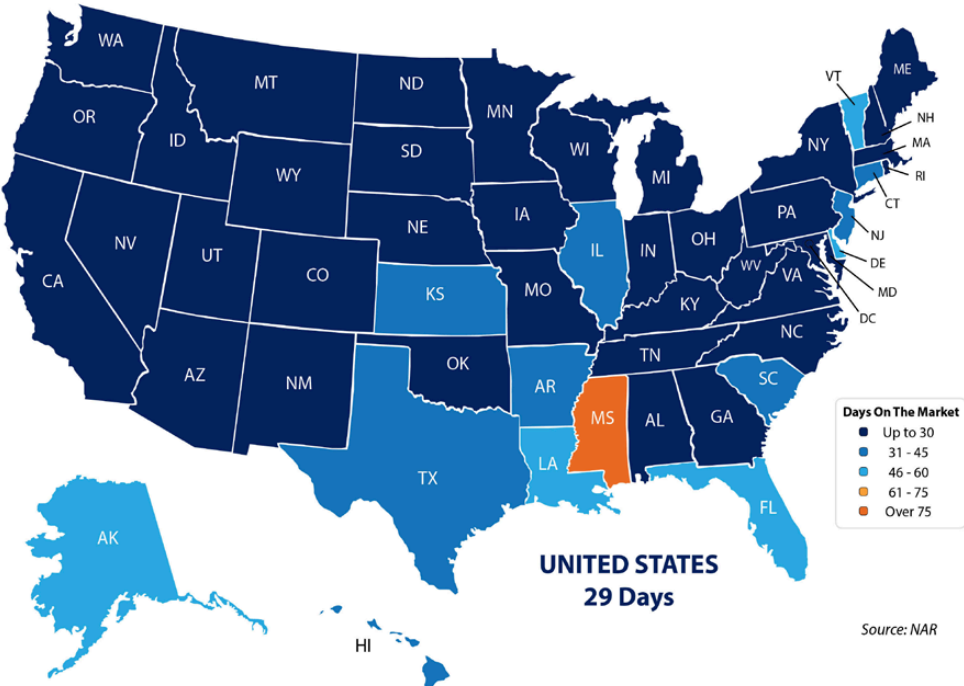 WA
MT
ND
MN
ME
VT
OR
ID
SD
WI
NY
NH
MA
WY
MI
RI
IA
PA
CT
NE
NV
UT
IL
IN
OH
NJ
CA
CO
WV
VA
DE
KS
MO
KY
MD
DC
NC
TN
OK
AZ
NM
AR
SC
MS
AL
GA
Days On The Market
Up to 30
31 - 45
46 - 60
61 - 75
Over 75
LA
TX
FL
AK
UNITED STATES
29 Days
Source: NAR
HI